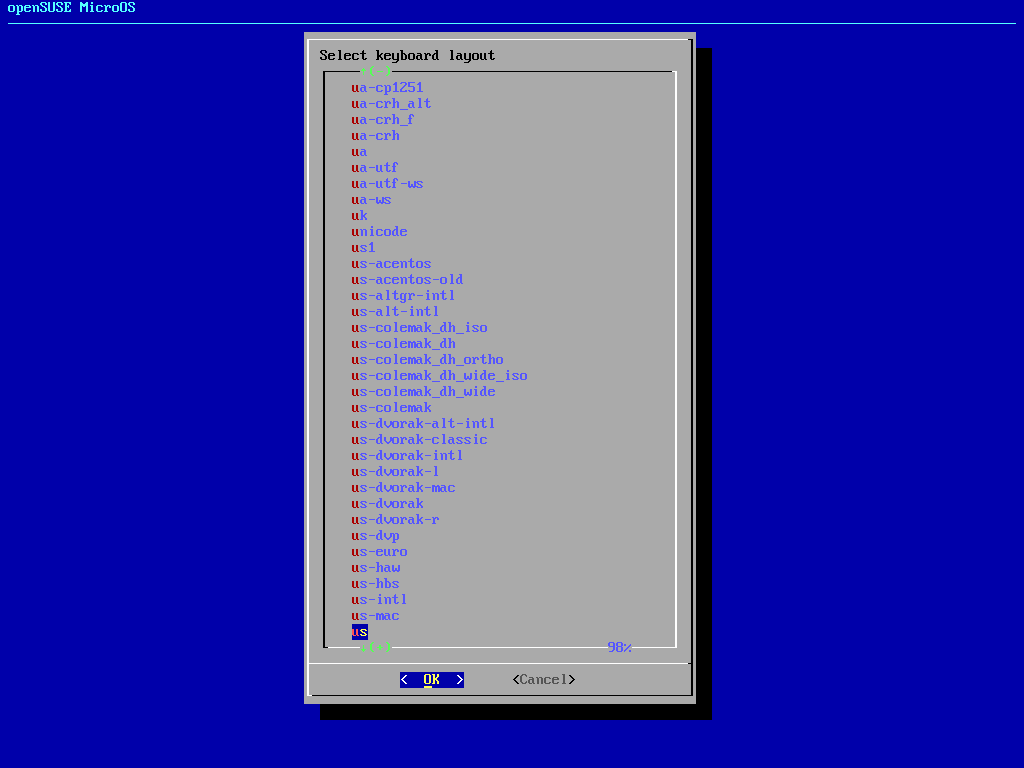 openSUSE MicroOS
Select keyboard layout
↑(-)
ua-cp1251
ua-crh_alt
ua-crh_f
ua-crh
ua
ua-utf
ua-utf-ws
ua-ws
uk
unicode
us1
us-acentos
us-acentos-old
us-altgr-intl
us-alt-intl
us-colemak_dh_iso
us-colemak_dh
us-colemak_dh_ortho
us-colemak_dh_wide_iso
us-colemak_dh_wide
us-colemak
us-dvorak-alt-intl
us-dvorak-classic
us-dvorak-intl
us-dvorak-l
us-dvorak-mac
us-dvorak
us-dvorak-r
us-dvp
us-euro
us-haw
us-hbs
us-intl
us-mac
us
↓(+) 98%
< OK > <Cancel>